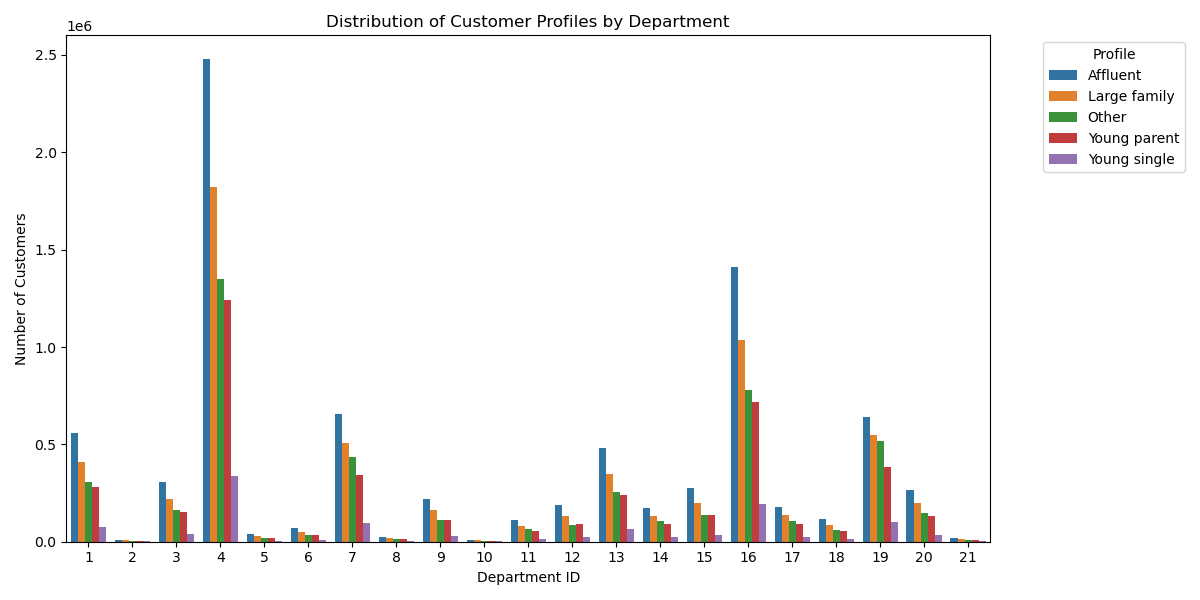 Distribution of Customer Profiles by Department
1e6
2.5
2.0
1.5
1.0
0.5
0.0
Number of Customers
1 2 3 4 5 6 7 8 9 10 11 12 13 14 15 16 17 18 19 20 21
Department ID
Profile
Affluent
Large family
Other
Young parent
Young single